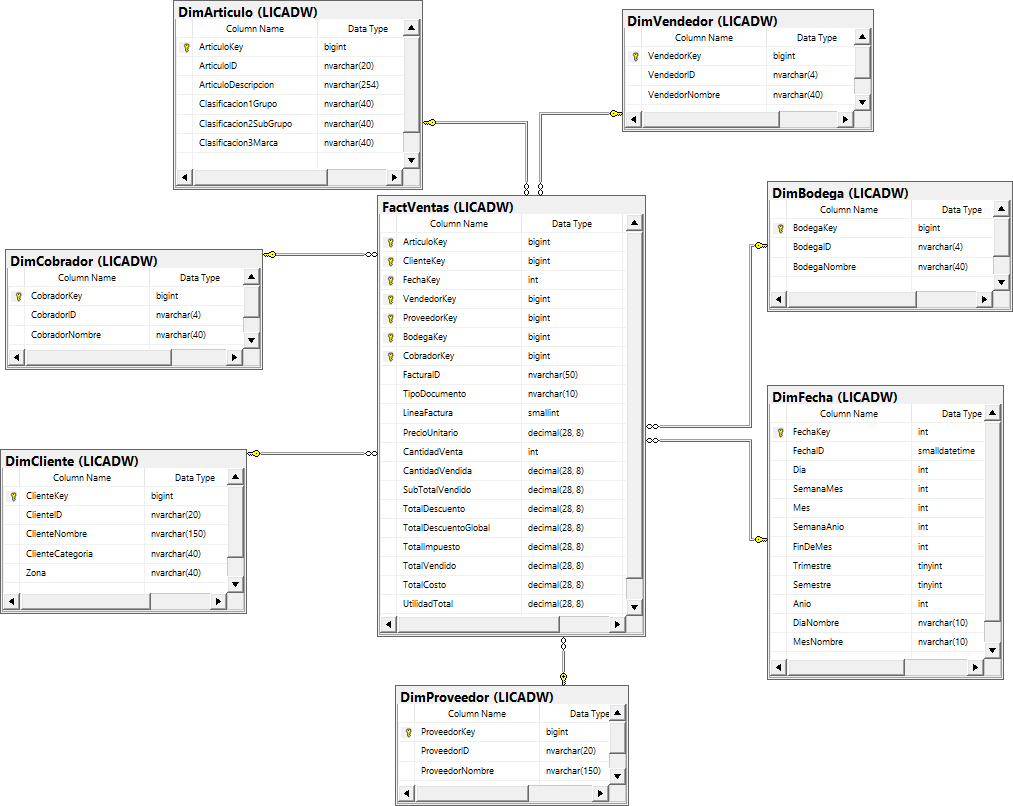 DimArticulo (LICADW)
Column Name Data Type
ArticuloKey bigint
ArticuloID nvarchar(20)
ArticuloDescripcion nvarchar(254)
Clasificacion1Grupo nvarchar(40)
Clasificacion2SubGrupo nvarchar(40)
Clasificacion3Marca nvarchar(40)
DimVendedor (LICADW)
Column Name Data Type
VendedorKey bigint
VendedorID nvarchar(4)
VendedorNombre nvarchar(40)
DimBodega (LICADW)
Column Name Data Type
BodegaKey bigint
BodegaID nvarchar(4)
BodegaNombre nvarchar(40)
FactVentas (LICADW)
Column Name Data Type
ArticuloKey bigint
ClienteKey bigint
FechaKey int
VendedorKey bigint
ProveedorKey bigint
BodegaKey bigint
CobradorKey bigint
FacturaID nvarchar(50)
TipoDocumento nvarchar(10)
LineaFactura smallint
PrecioUnitario decimal(28, 8)
CantidadVenta int
CantidadVendida decimal(28, 8)
SubTotalVendido decimal(28, 8)
TotalDescuento decimal(28, 8)
TotalDescuentoGlobal decimal(28, 8)
TotalImpuesto decimal(28, 8)
TotalVendido decimal(28, 8)
TotalCosto decimal(28, 8)
UtilidadTotal decimal(28, 8)
DimCobrador (LICADW)
Column Name Data Type
CobradorKey bigint
CobradorID nvarchar(4)
CobradorNombre nvarchar(40)
DimFecha (LICADW)
Column Name Data Type
FechaKey int
FechaID smalldatetime
Dia int
SemanaMes int
Mes int
SemanaAnio int
FinDeMes int
Trimestre tinyint
Semestre tinyint
Anio int
DiaNombre nvarchar(10)
MesNombre nvarchar(10)
DimCliente (LICADW)
Column Name Data Type
ClienteKey bigint
ClienteID nvarchar(20)
ClienteNombre nvarchar(150)
ClienteCategoria nvarchar(40)
Zona nvarchar(40)
DimProveedor (LICADW)
Column Name Data Type
ProveedorKey bigint
ProveedorID nvarchar(20)
ProveedorNombre nvarchar(150)